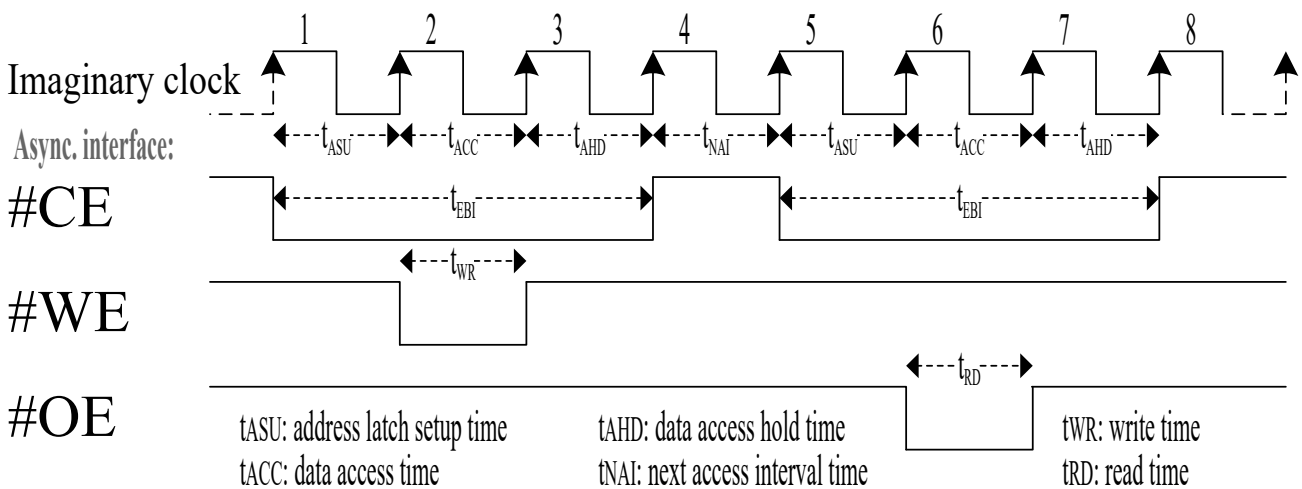 1 2 3 4 5 6 7 8
Imaginary clock
tASU tACC tAHD tNAI tASU tACC tAHD
Async. interface:
#CE
tEBI tEBI
tWR
#WE
tRD
#OE
tASU: address latch setup time tAHD: data access hold time tWR: write time
tACC: data access time tNAI: next access interval time tRD: read time